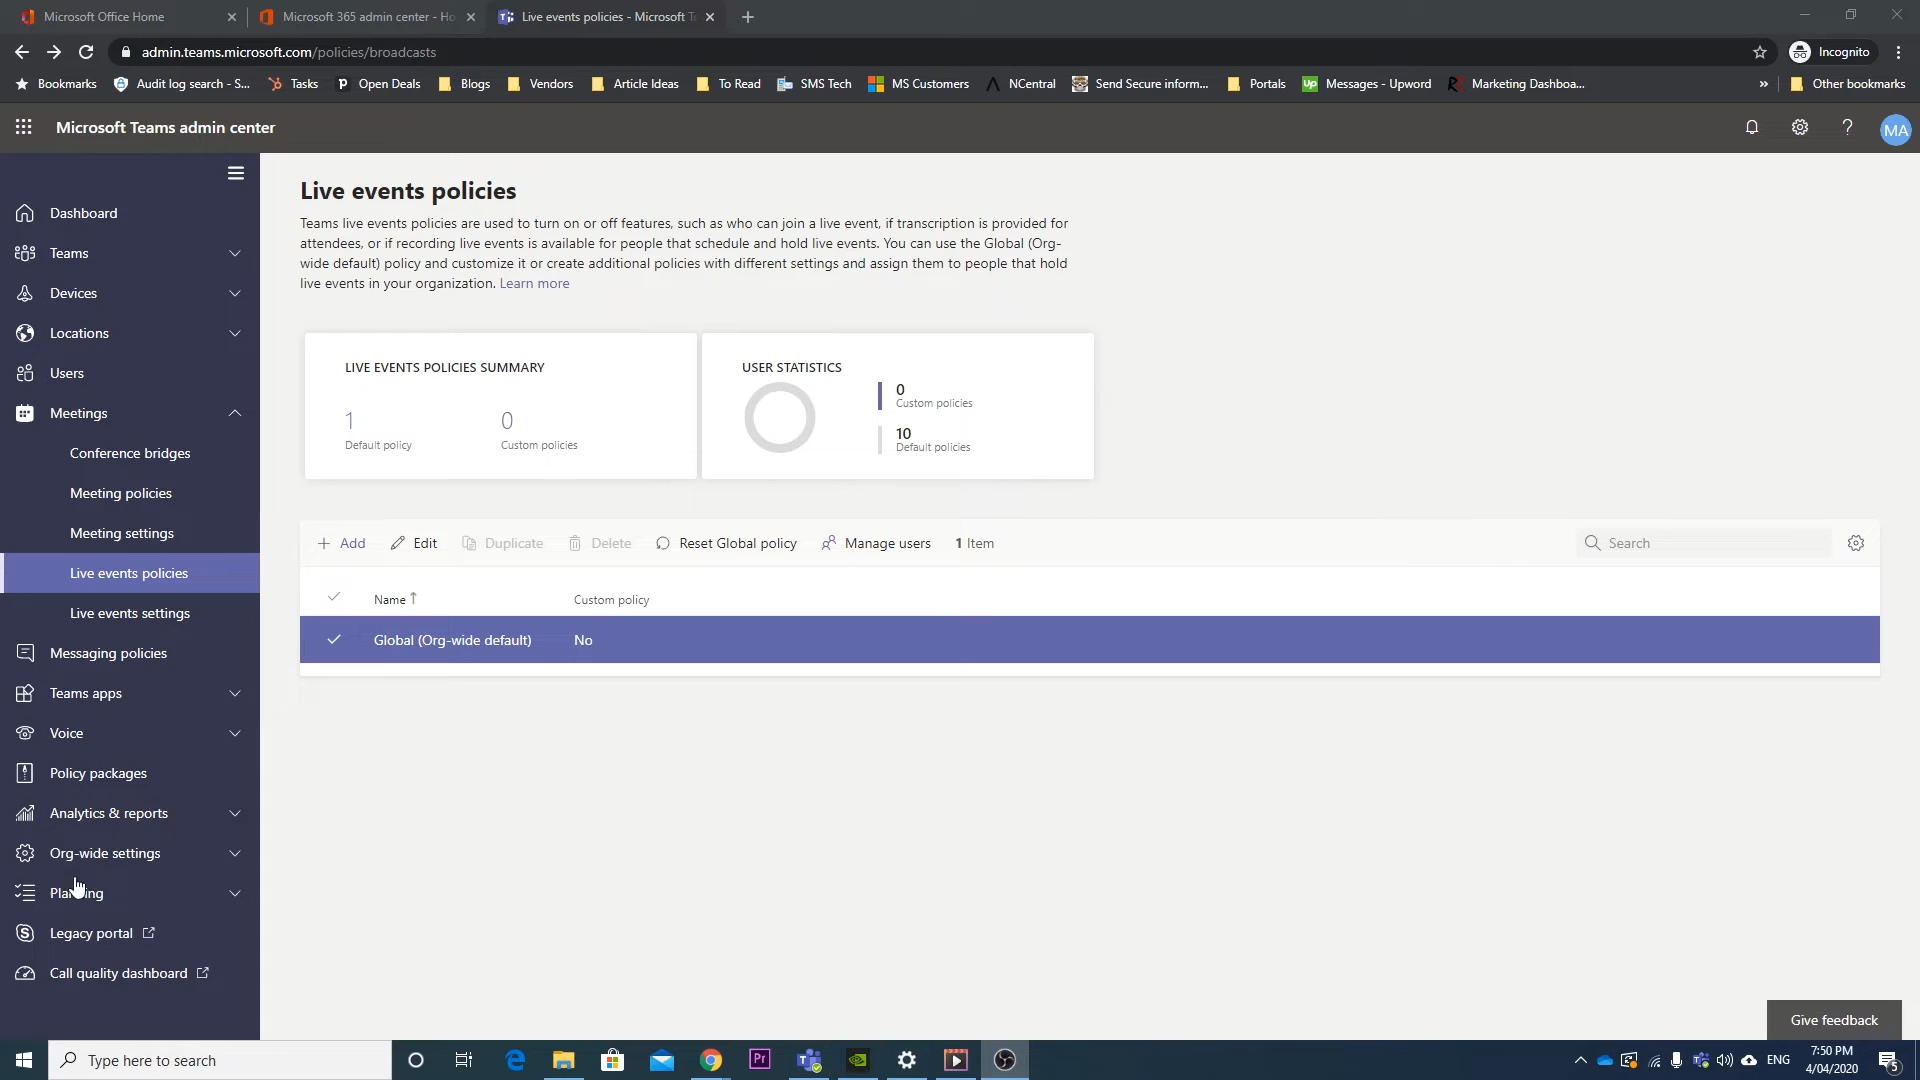 Microsoft Office Home
Microsoft 365 admin center - Ho
Live events policies - Microsoft Te
admin.teams.microsoft.com/policies/broadcasts
Incognito
Bookmarks
Audit log search - S...
Tasks
Open Deals
Blogs
Vendors
Article Ideas
To Read
SMS Tech
MS Customers
NCentral
Send Secure inform...
Portals
Messages - Upword
Marketing Dashboa...
Other bookmarks
Microsoft Teams admin center
MA
Dashboard
Teams
Devices
Locations
Users
Meetings
Conference bridges
Meeting policies
Meeting settings
Live events policies
Live events settings
Messaging policies
Teams apps
Voice
Policy packages
Analytics & reports
Org-wide settings
Planning
Legacy portal
Call quality dashboard
Live events policies
Teams live events policies are used to turn on or off features, such as who can join a live event, if transcription is provided for
attendees, or if recording live events is available for people that schedule and hold live events. You can use the Global (Org-
wide default) policy and customize it or create additional policies with different settings and assign them to people that hold
live events in your organization. Learn more
LIVE EVENTS POLICIES SUMMARY
1
Default policy
0
Custom policies
USER STATISTICS
0
Custom policies
10
Default policies
+ Add
Edit
Duplicate
Delete
Reset Global policy
Manage users
1 Item
Search
Name ↑
Custom policy
Global (Org-wide default)
No
Give feedback
Type here to search
Pr
ENG
7:50 PM
4/04/2020
5